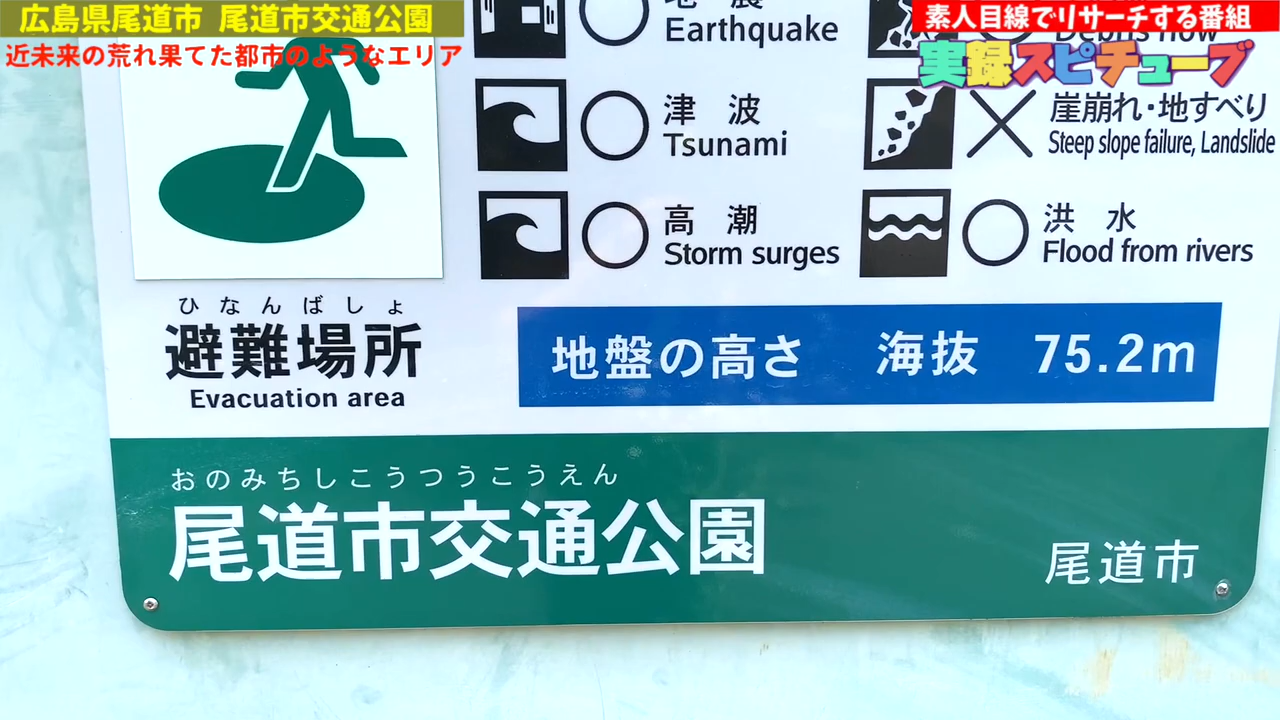 広島県尾道市 尾道市交通公園
近未来の荒れ果てた都市のようなエリア
素人目線でリサーチする番組
実録スピチューブ
地 震
Earthquake
Debris flow
津 波
Tsunami
崖崩れ・地すべり
Steep slope failure, Landslide
高 潮
Storm surges
洪 水
Flood from rivers
ひなんばしょ
避難場所
Evacuation area
地盤の高さ 海抜 75.2m
おのみちしこうつうこうえん
尾道市交通公園
尾道市